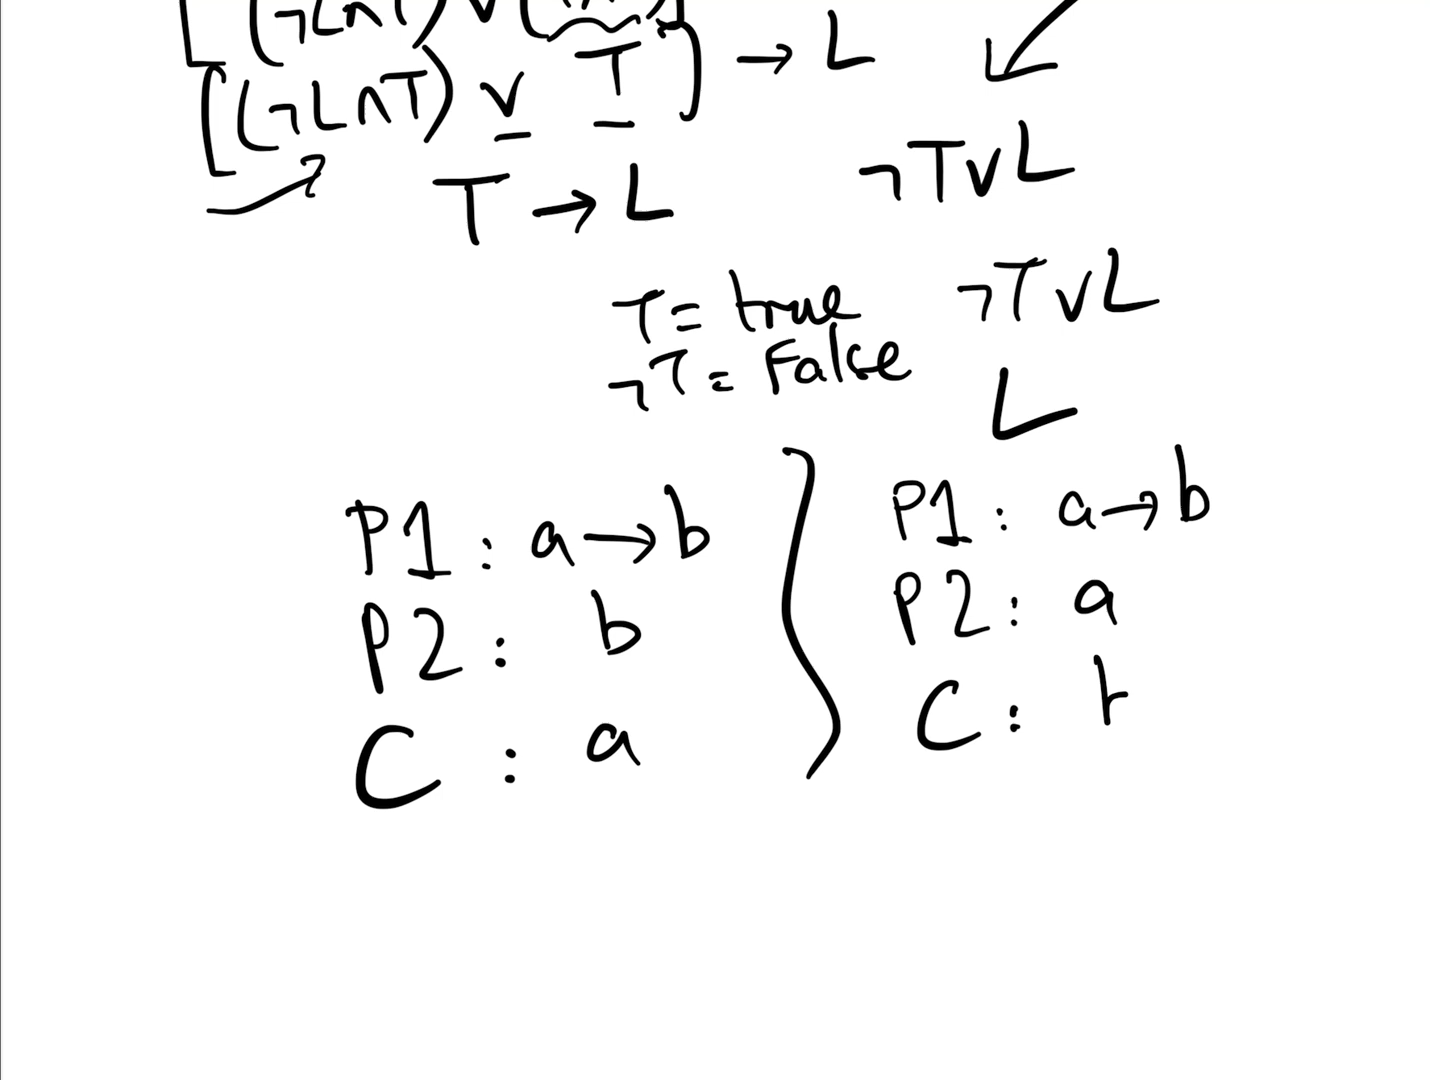 [(¬L∧T) ∨ (
[(¬L∧T) ∨ T] → L
T → L
¬T∨L
T = true
¬T = False
¬T∨L
L
P1 : a → b
P2 : b
C : a
P1 : a → b
P2 : a
C :